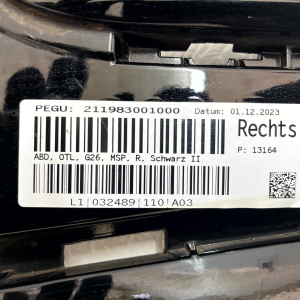 PEGU: 211983001000 Datum: 01.12.2023
Rechts
P: 13164
ABD, OTL, G26, MSP, R, Schwarz II
L1|032489|110|A03